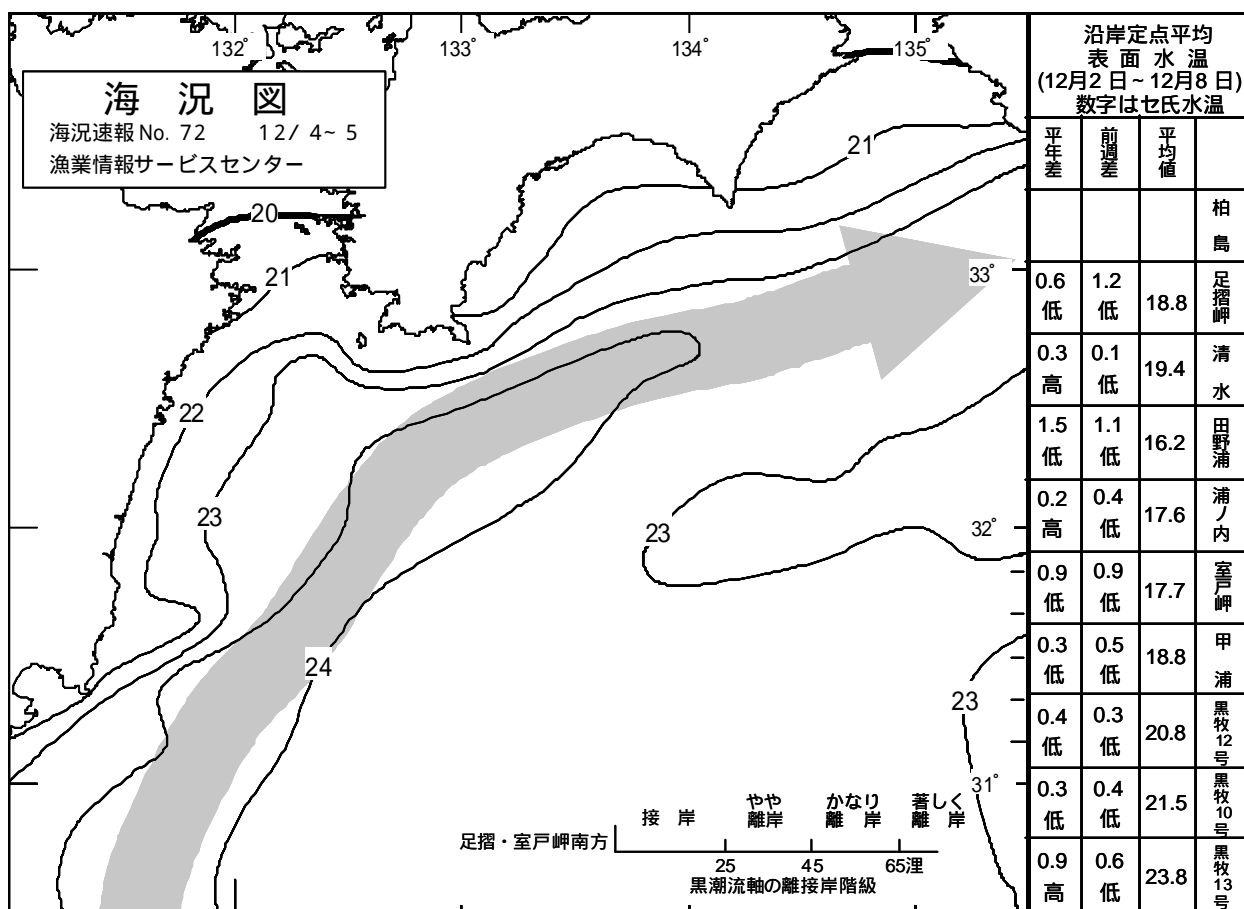 132°
133°
134°
135°
海 況 図
海況速報 No. 72 12/ 4~ 5
漁業情報サービスセンター
21
20
21
33°
22
23
23
32°
24
23
31°
接 岸
やや
離岸
かなり
離 岸
著しく
離 岸
足摺・室戸岬南方
25
45
65浬
黒潮流軸の離接岸階級
沿岸定点平均
表 面 水 温
(12月2 日~ 12月8 日)
数字はセ氏水温
平年差 前週差 平均値
柏島
0.6低 1.2低 18.8 足摺岬
0.3高 0.1低 19.4 清水
1.5低 1.1低 16.2 田野浦
0.2高 0.4低 17.6 浦ノ内
0.9低 0.9低 17.7 室戸岬
0.3低 0.5低 18.8 甲浦
0.4低 0.3低 20.8 黒牧12号
0.3低 0.4低 21.5 黒牧10号
0.9高 0.6低 23.8 黒牧13号